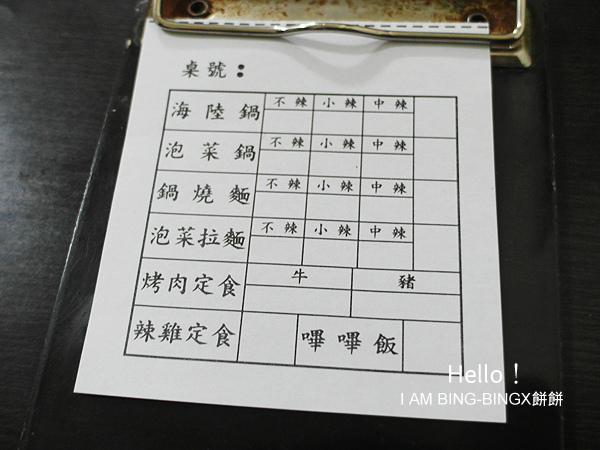 桌號：
海陸鍋 不辣 小辣 中辣
泡菜鍋 不辣 小辣 中辣
鍋燒麵 不辣 小辣 中辣
泡菜拉麵 不辣 小辣 中辣
烤肉定食 牛 豬
辣雞定食 嗶嗶飯
Hello！
I AM BING-BINGX餅餅